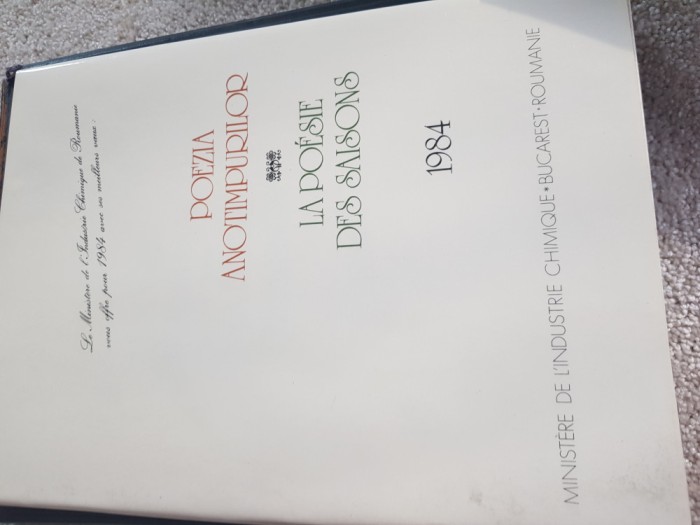 Le Ministère de l'Industrie Chimique de Roumanie
vous offre pour 1984 avec ses meilleurs vœux :
POEZIA
ANOTIMPURILOR
LA POÉSIE
DES SAISONS
1984
MINISTÈRE DE L'INDUSTRIE CHIMIQUE • BUCAREST • ROUMANIE